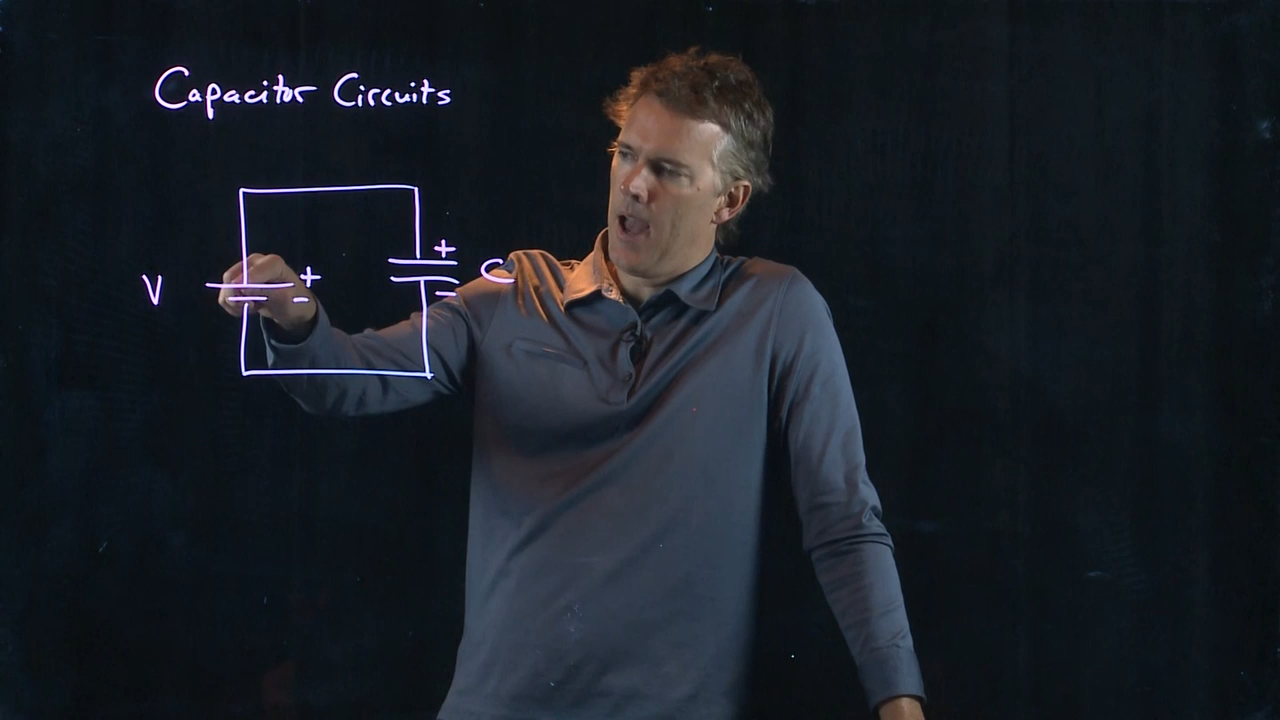 Capacitor Circuits
+
V + - C
-